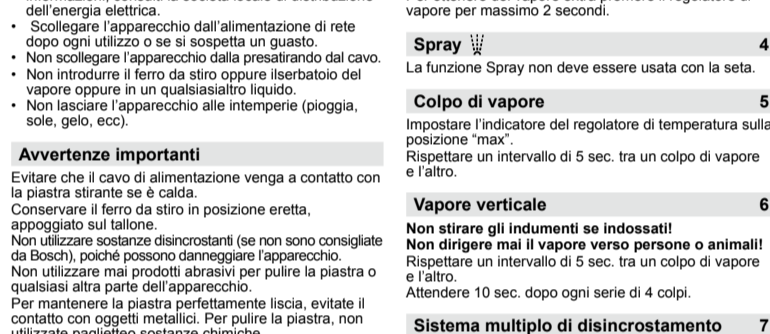 dell'energia elettrica.
• Scollegare l'apparecchio dall'alimentazione di rete
dopo ogni utilizzo o se si sospetta un guasto.
• Non scollegare l'apparecchio dalla presatirando dal cavo.
• Non introdurre il ferro da stiro oppure ilserbatoio del
vapore oppure in un qualsiasialtro liquido.
• Non lasciare l'apparecchio alle intemperie (pioggia,
sole, gelo, ecc).
Avvertenze importanti
Evitare che il cavo di alimentazione venga a contatto con
la piastra stirante se è calda.
Conservare il ferro da stiro in posizione eretta,
appoggiato sul tallone.
Non utilizzare sostanze disincrostanti (se non sono consigliate
da Bosch), poiché possono danneggiare l'apparecchio.
Non utilizzare mai prodotti abrasivi per pulire la piastra o
qualsiasi altra parte dell'apparecchio.
Per mantenere la piastra perfettamente liscia, evitate il
contatto con oggetti metallici. Per pulire la piastra, non
utilizzate pagliette o sostanze chimiche.
vapore per massimo 2 secondi.
Spray 4
La funzione Spray non deve essere usata con la seta.
Colpo di vapore 5
Impostare l'indicatore del regolatore di temperatura sulla
posizione "max".
Rispettare un intervallo di 5 sec. tra un colpo di vapore
e l'altro.
Vapore verticale 6
Non stirare gli indumenti se indossati!
Non dirigere mai il vapore verso persone o animali!
Rispettare un intervallo di 5 sec. tra un colpo di vapore
e l'altro.
Attendere 10 sec. dopo ogni serie di 4 colpi.
Sistema multiplo di disincrostamento 7